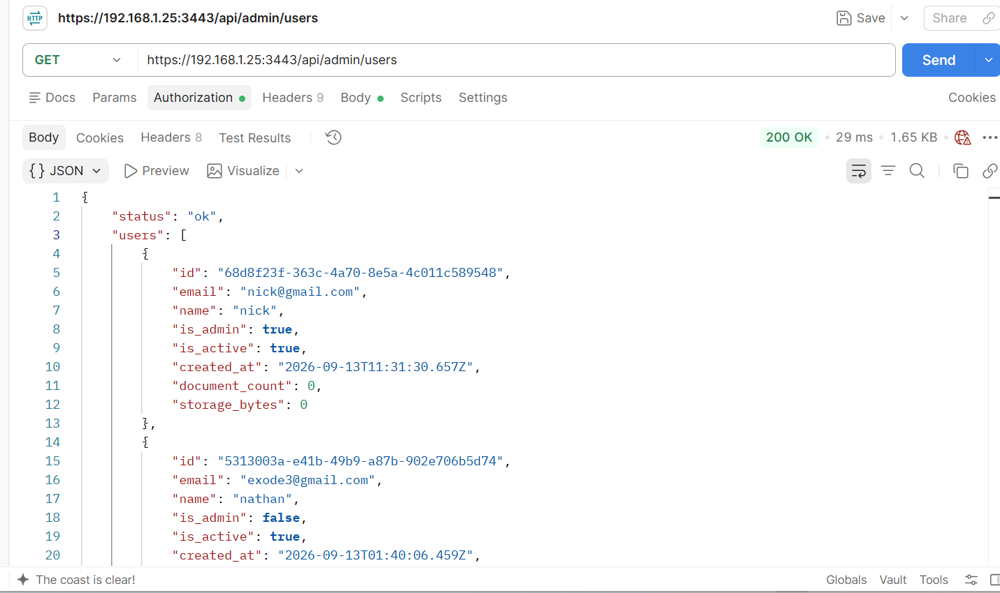 HTTP https://192.168.1.25:3443/api/admin/users Save Share
GET https://192.168.1.25:3443/api/admin/users Send
Docs Params Authorization Headers 9 Body Scripts Settings Cookies
Body Cookies Headers 8 Test Results 200 OK 29 ms 1.65 KB
{} JSON Preview Visualize
1 {
2 "status": "ok",
3 "users": [
4 {
5 "id": "68d8f23f-363c-4a70-8e5a-4c011c589548",
6 "email": "nick@gmail.com",
7 "name": "nick",
8 "is_admin": true,
9 "is_active": true,
10 "created_at": "2026-09-13T11:31:30.657Z",
11 "document_count": 0,
12 "storage_bytes": 0
13 },
14 {
15 "id": "5313003a-e41b-49b9-a87b-902e706b5d74",
16 "email": "exode3@gmail.com",
17 "name": "nathan",
18 "is_admin": false,
19 "is_active": true,
20 "created_at": "2026-09-13T01:40:06.459Z",
The coast is clear! Globals Vault Tools